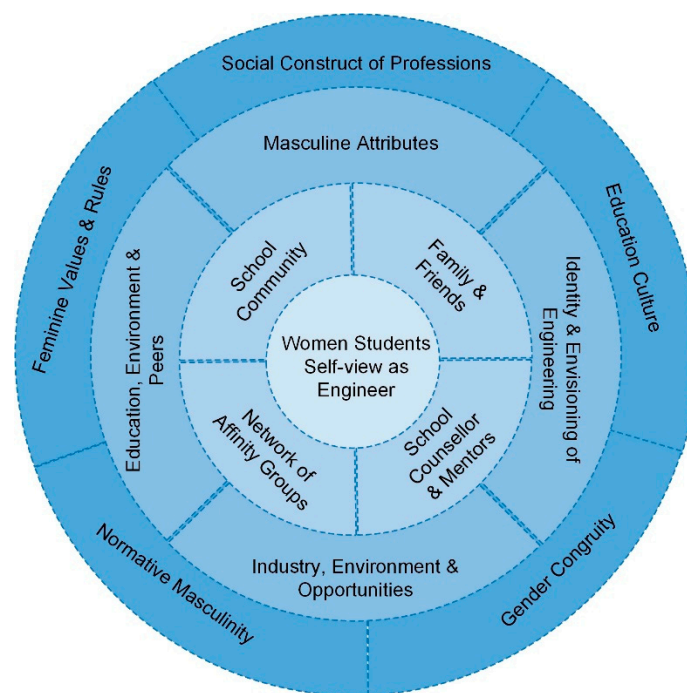 Social Construct of Professions
Masculine Attributes
Feminine Values & Rules
Education Culture
Education, Environment &
Peers
Identity & Envisioning of
Engineering
School
Community
Family &
Friends
Women Students
Self-view as
Engineer
Network of
Affinity Groups
School
Counsellor
& Mentors
Industry, Environment &
Opportunities
Normative Masculinity
Gender Congruity